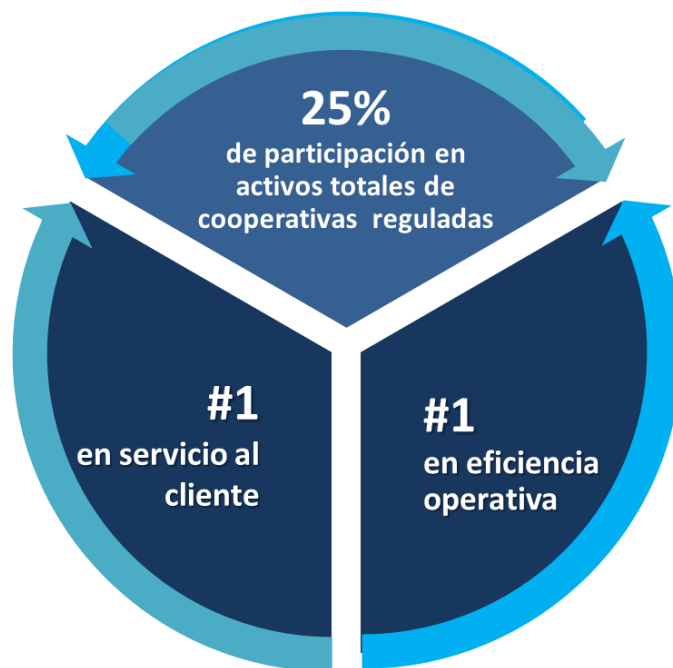 25%
de participación en
activos totales de
cooperativas reguladas
#1
en servicio al
cliente
#1
en eficiencia
operativa